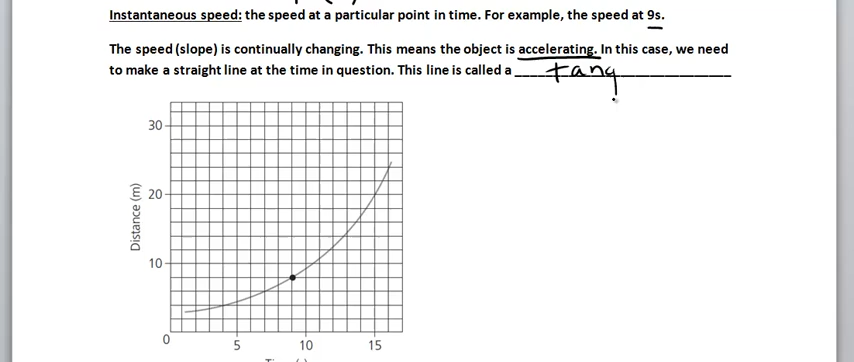 Instantaneous speed: the speed at a particular point in time. For example, the speed at 9s.
The speed (slope) is continually changing. This means the object is accelerating. In this case, we need
to make a straight line at the time in question. This line is called a tang
30
20
10
0
5
10
15
Distance (m)